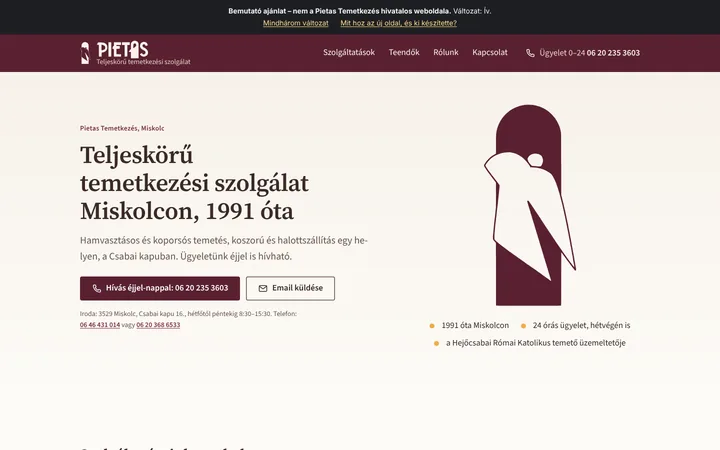 Bemutató ajánlat – nem a Pietas Temetkezés hivatalos weboldala. Változat: Ív.
Mindhárom változat Mit hoz az új oldal, és ki készítette?
PIETAS
Teljeskörű temetkezési szolgálat
Szolgáltatások Teendők Rólunk Kapcsolat Ügyelet 0–24 06 20 235 3603
Pietas Temetkezés, Miskolc
Teljeskörű
temetkezési szolgálat
Miskolcon, 1991 óta
Hamvasztásos és koporsós temetés, koszorú és halottszállítás egy he-
lyen, a Csabai kapuban. Ügyeletünk éjjel is hívható.
Hívás éjjel-nappal: 06 20 235 3603 Email küldése
Iroda: 3529 Miskolc, Csabai kapu 16., hétfőtől péntekig 8:30–15:30. Telefon:
06 46 431 014 vagy 06 20 368 6533
1991 óta Miskolcon 24 órás ügyelet, hétvégén is
a Hejőcsabai Római Katolikus temető üzemeltetője